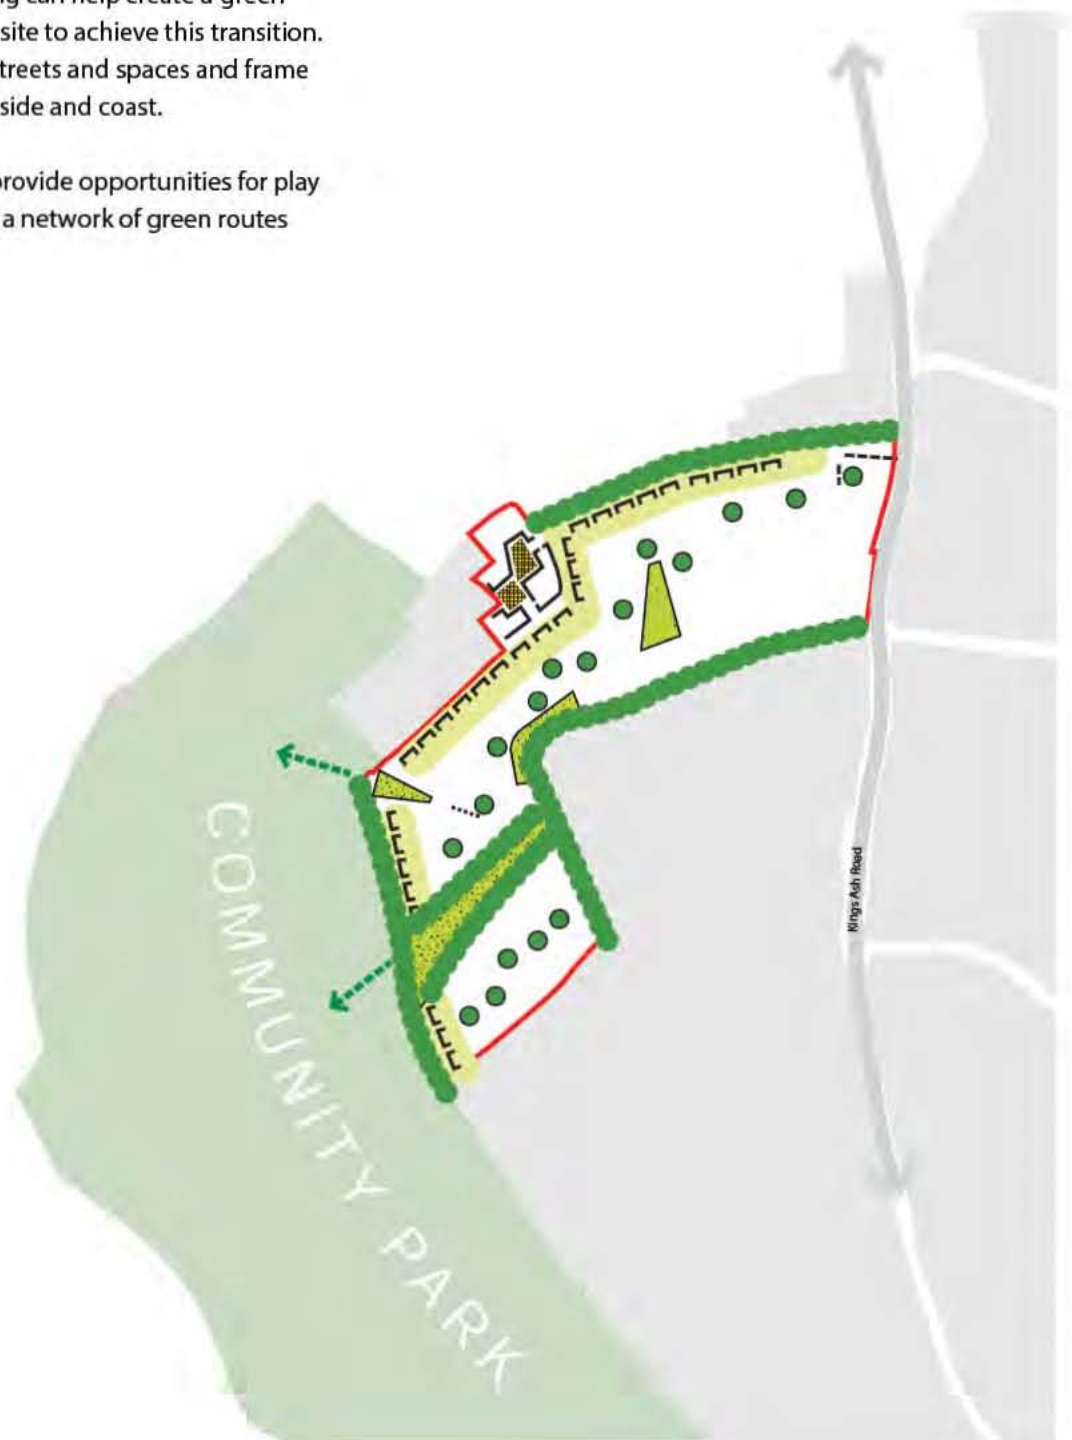 site to achieve this transition.
treets and spaces and frame
side and coast.
provide opportunities for play
a network of green routes
Kings Ash Road
COMMUNITY PARK